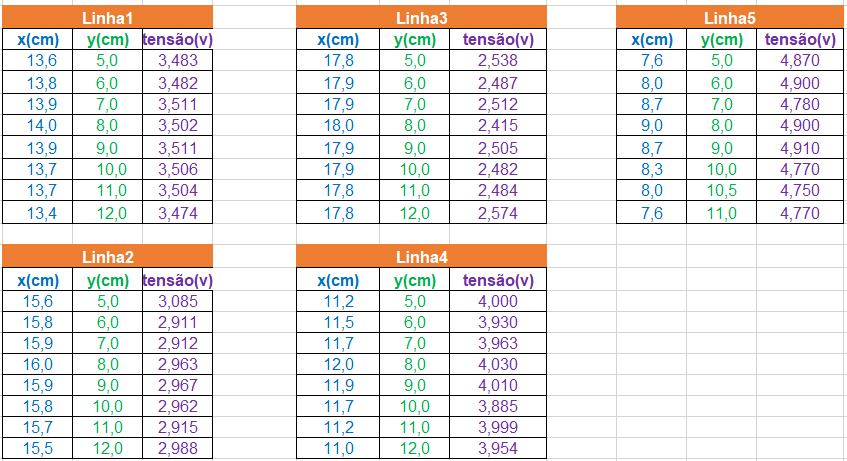 Linha1 Linha3 Linha5
x(cm) y(cm) tensão(v) x(cm) y(cm) tensão(v) x(cm) y(cm) tensão(v)
13,6 5,0 3,483 17,8 5,0 2,538 7,6 5,0 4,870
13,8 6,0 3,482 17,9 6,0 2,487 8,0 6,0 4,900
13,9 7,0 3,511 17,9 7,0 2,512 8,7 7,0 4,780
14,0 8,0 3,502 18,0 8,0 2,415 9,0 8,0 4,900
13,9 9,0 3,511 17,9 9,0 2,505 8,7 9,0 4,910
13,7 10,0 3,506 17,9 10,0 2,482 8,3 10,0 4,770
13,7 11,0 3,504 17,8 11,0 2,484 8,0 10,5 4,750
13,4 12,0 3,474 17,8 12,0 2,574 7,6 11,0 4,770
Linha2 Linha4
x(cm) y(cm) tensão(v) x(cm) y(cm) tensão(v)
15,6 5,0 3,085 11,2 5,0 4,000
15,8 6,0 2,911 11,5 6,0 3,930
15,9 7,0 2,912 11,7 7,0 3,963
16,0 8,0 2,963 12,0 8,0 4,030
15,9 9,0 2,967 11,9 9,0 4,010
15,8 10,0 2,962 11,7 10,0 3,885
15,7 11,0 2,915 11,2 11,0 3,999
15,5 12,0 2,988 11,0 12,0 3,954